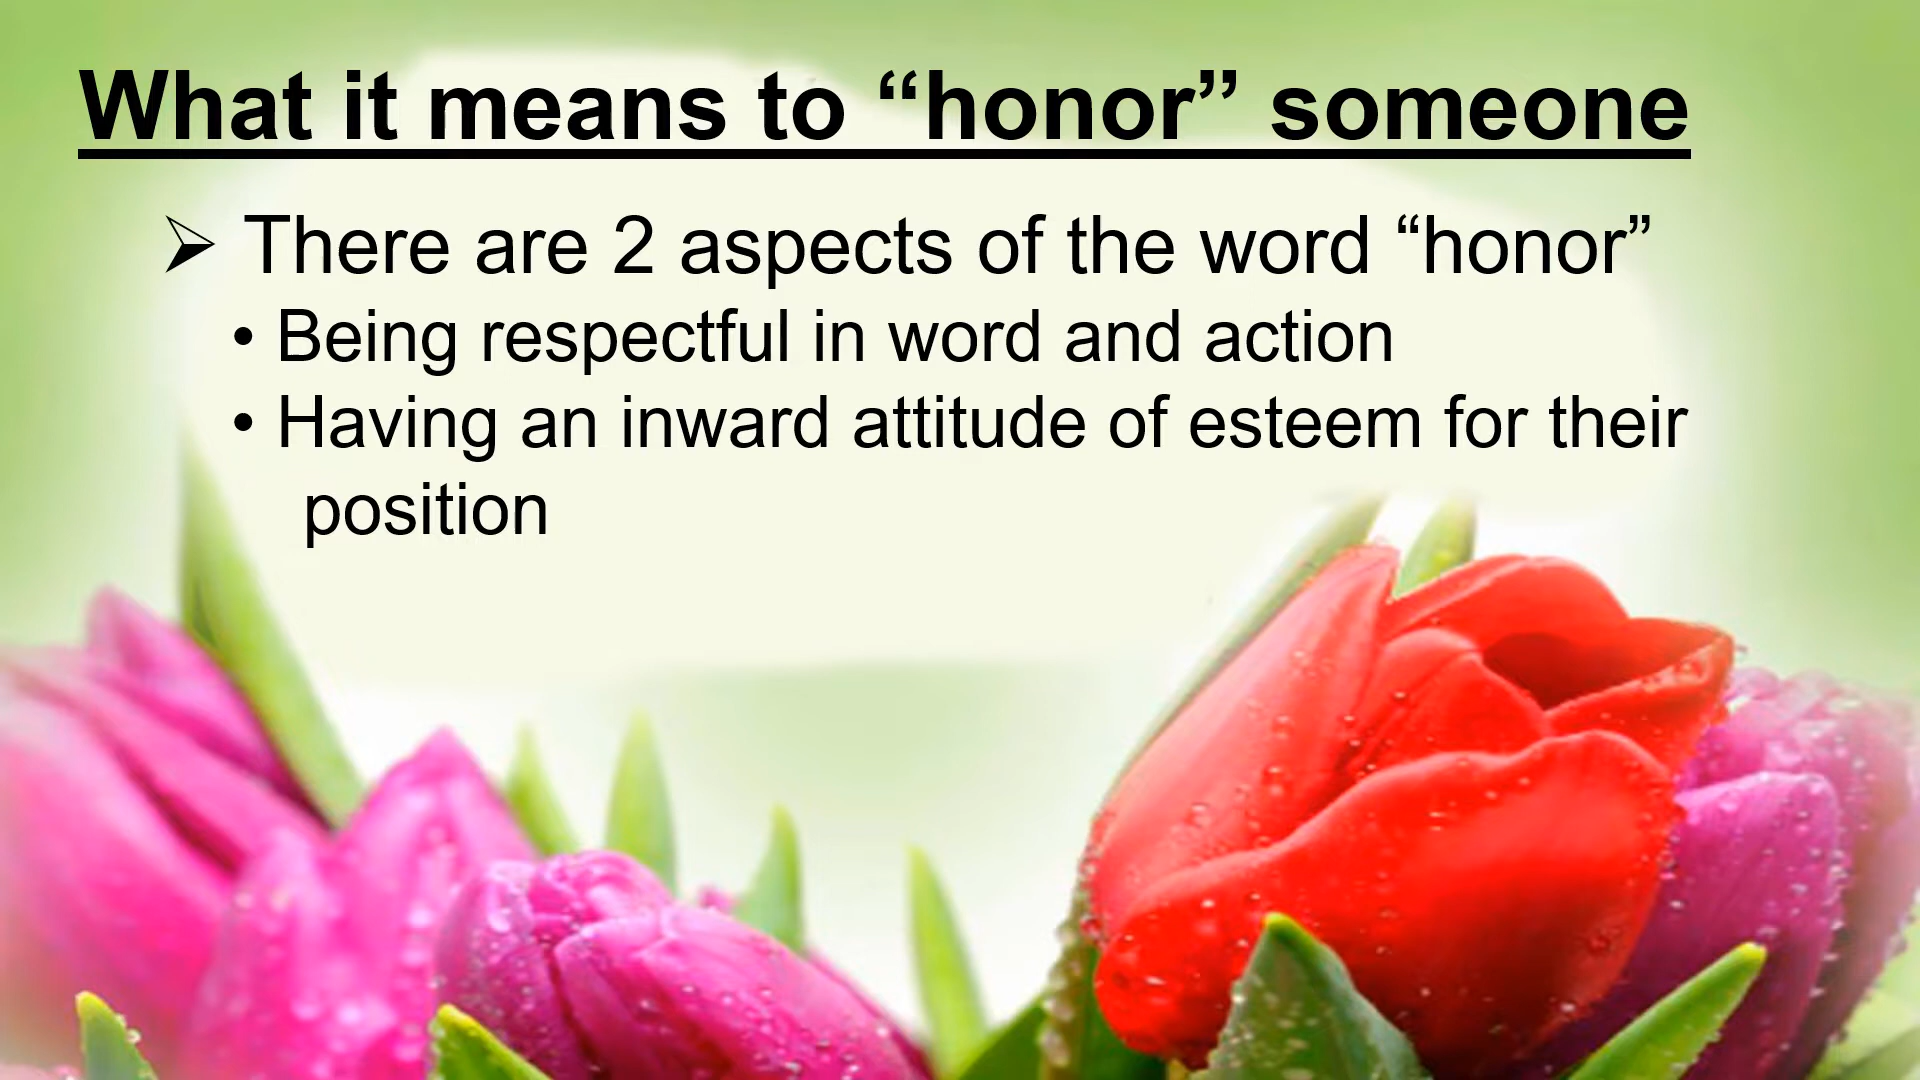 What it means to “honor” someone
➢ There are 2 aspects of the word “honor”
• Being respectful in word and action
• Having an inward attitude of esteem for their
position